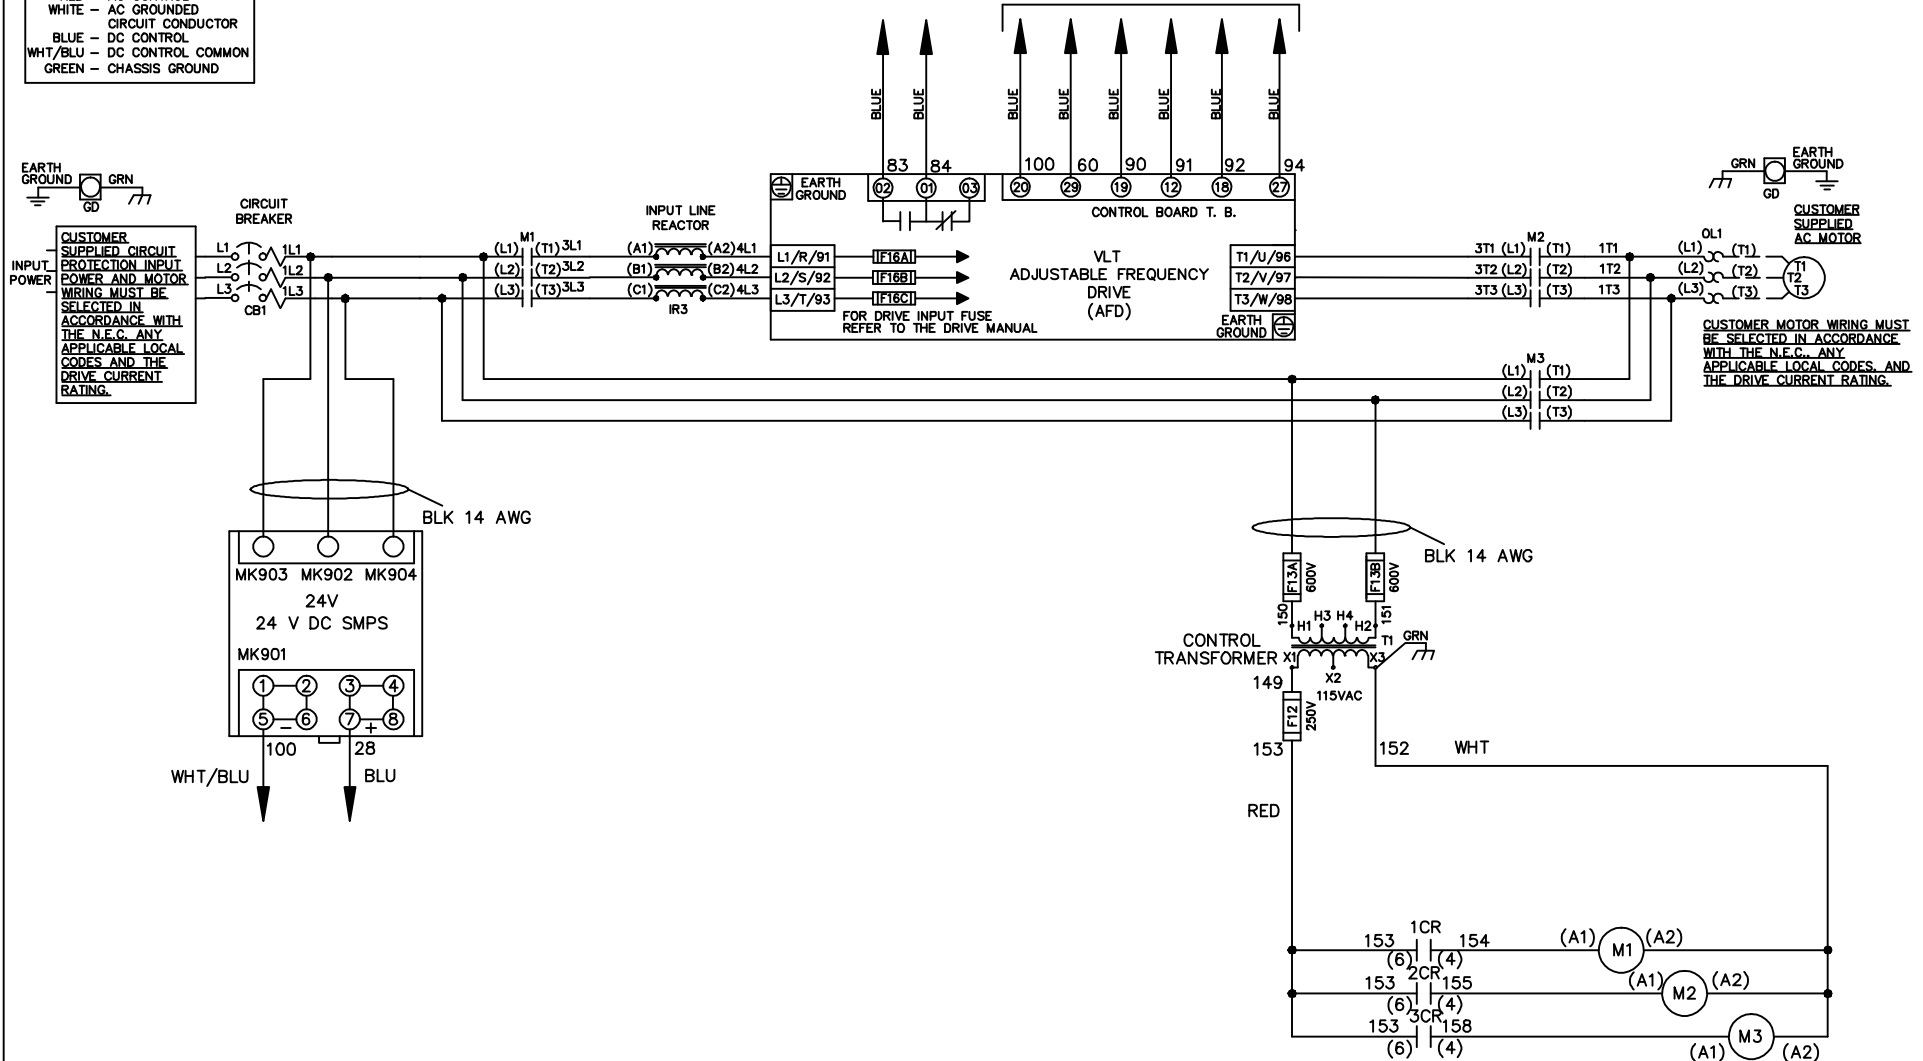 WHITE – AC GROUNDED
CIRCUIT CONDUCTOR
BLUE – DC CONTROL
WHT/BLU – DC CONTROL COMMON
GREEN – CHASSIS GROUND
BLUE BLUE BLUE BLUE BLUE BLUE BLUE BLUE
83 84 100 60 90 91 92 94
EARTH
GROUND
GRN
GD
EARTH
GROUND
02 01 03
20 29 19 12 18 27
CONTROL BOARD T. B.
GRN
EARTH
GROUND
GD
CIRCUIT
BREAKER
INPUT LINE
REACTOR
CUSTOMER
SUPPLIED
AC MOTOR
INPUT
POWER
CUSTOMER
SUPPLIED CIRCUIT
PROTECTION INPUT
POWER AND MOTOR
WIRING MUST BE
SELECTED IN
ACCORDANCE WITH
THE N.E.C. ANY
APPLICABLE LOCAL
CODES AND THE
DRIVE CURRENT
RATING.
L1 1L1
L2 1L2
L3 1L3
CB1
M1
(L1) (T1) 3L1
(L2) (T2) 3L2
(L3) (T3) 3L3
(A1) (A2) 4L1
(B1) (B2) 4L2
(C1) (C2) 4L3
IR3
L1/R/91 F16A
L2/S/92 F16B
L3/T/93 F16C
FOR DRIVE INPUT FUSE
REFER TO THE DRIVE MANUAL
VLT
ADJUSTABLE FREQUENCY
DRIVE
(AFD)
T1/U/96
T2/V/97
T3/W/98
EARTH
GROUND
M2
3T1 (L1) (T1) 1T1
3T2 (L2) (T2) 1T2
3T3 (L3) (T3) 1T3
OL1
(L1) (T1)
(L2) (T2)
(L3) (T3)
T1
T2
T3
CUSTOMER MOTOR WIRING MUST
BE SELECTED IN ACCORDANCE
WITH THE N.E.C., ANY
APPLICABLE LOCAL CODES, AND
THE DRIVE CURRENT RATING.
M3
(L1) (T1)
(L2) (T2)
(L3) (T3)
BLK 14 AWG
MK903 MK902 MK904
24V
24 V DC SMPS
MK901
1 2 3 4
5 – 6 7 + 8
100 28
WHT/BLU BLU
BLK 14 AWG
F13A 600V F13B 600V
150 151
H1 H3 H4 H2
T1
GRN
CONTROL
TRANSFORMER
X1 X3
X2
115VAC
149
F12 250V
153
152 WHT
RED
1CR
153 154 (A1) M1 (A2)
(6) (4)
2CR
153 155 (A1) M2 (A2)
(6) (4)
3CR
153 158 M3
(6) (4) (A1) (A2)